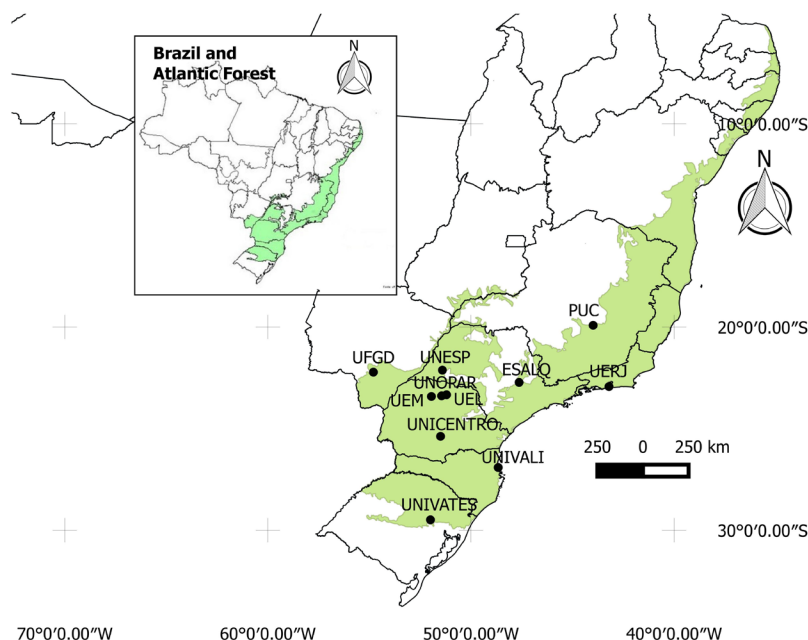 Brazil and
Atlantic Forest
N
N
10°0'0.00"S
PUC
20°0'0.00"S
UFGD
UNESP
ESALQ
UERJ
UNOPAR
UEM
UEL
UNICENTRO
250 0 250 km
UNIVALI
UNIVATES
30°0'0.00"S
70°0'0.00"W 60°0'0.00"W 50°0'0.00"W 40°0'0.00"W